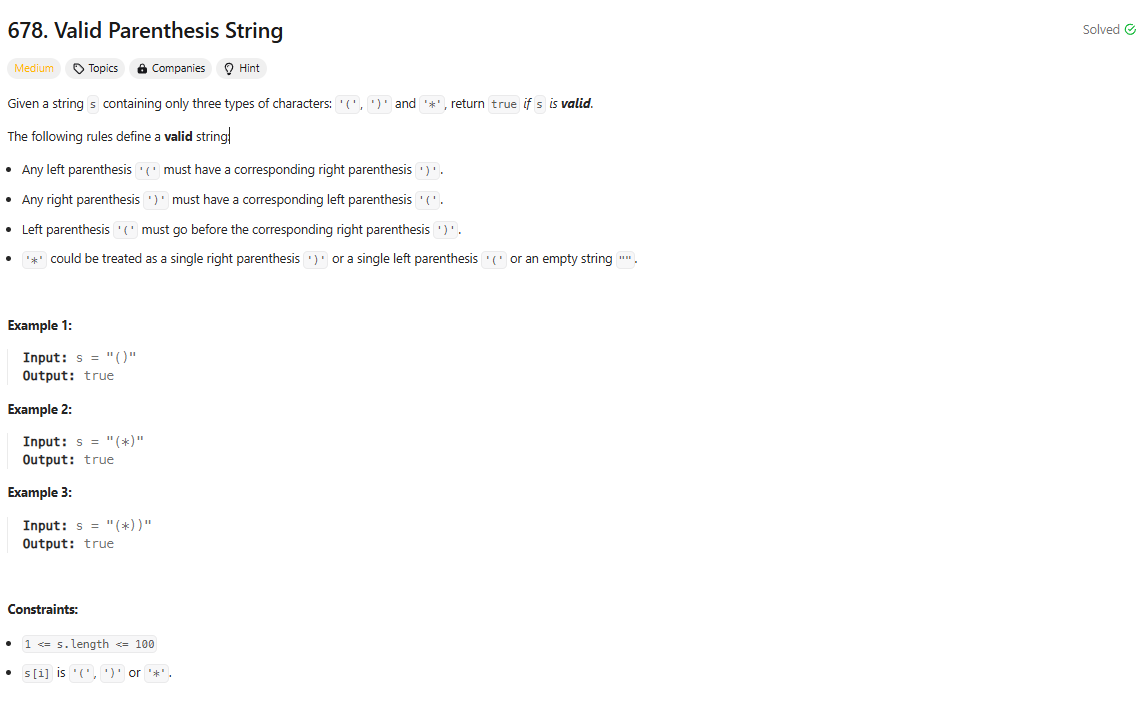 678. Valid Parenthesis String
Solved
Medium Topics Companies Hint
Given a string s containing only three types of characters: '(', ')' and '*', return true if s is valid.
The following rules define a valid string:
• Any left parenthesis '(' must have a corresponding right parenthesis ')'.
• Any right parenthesis ')' must have a corresponding left parenthesis '('.
• Left parenthesis '(' must go before the corresponding right parenthesis ')'.
• '*' could be treated as a single right parenthesis ')' or a single left parenthesis '(' or an empty string "".
Example 1:
Input: s = "()"
Output: true
Example 2:
Input: s = "(*)"
Output: true
Example 3:
Input: s = "(*))"
Output: true
Constraints:
• 1 <= s.length <= 100
• s[i] is '(', ')' or '*'.